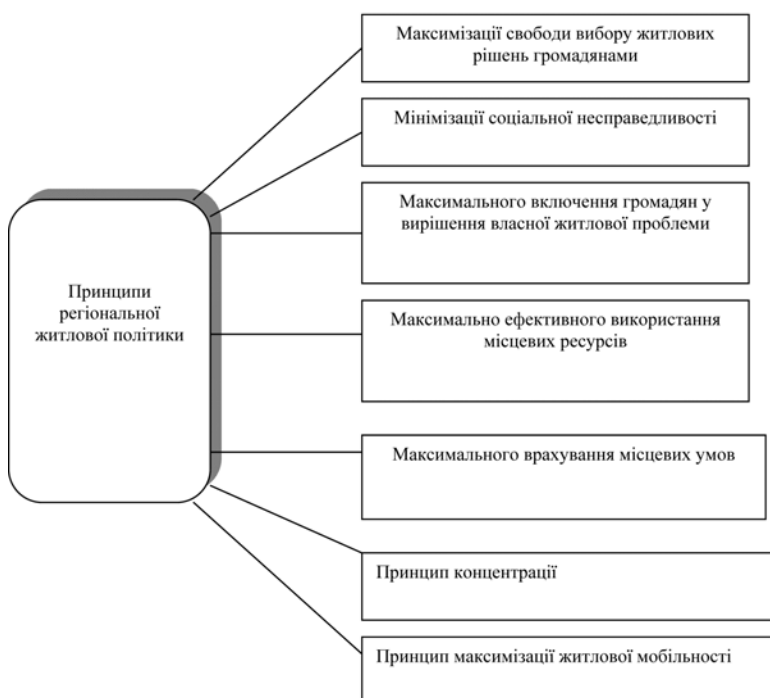 Максимізації свободи вибору житлових
рішень громадянами
Мінімізації соціальної несправедливості
Максимального включення громадян у
вирішення власної житлової проблеми
Принципи
регіональної
житлової політики
Максимально ефективного використання
місцевих ресурсів
Максимального врахування місцевих умов
Принцип концентрації
Принцип максимізації житлової мобільності